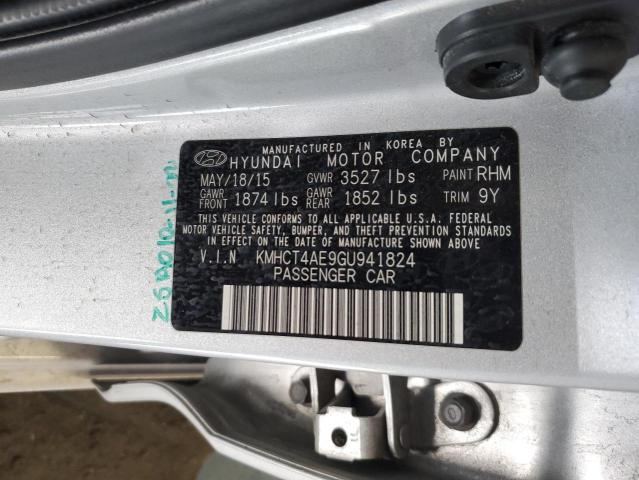 MANUFACTURED IN KOREA BY
HYUNDAI MOTOR COMPANY
MAY/18/15 GVWR 3527 lbs PAINT RHM
GAWR FRONT 1874 lbs GAWR REAR 1852 lbs TRIM 9Y
THIS VEHICLE CONFORMS TO ALL APPLICABLE U.S.A. FEDERAL
MOTOR VEHICLE SAFETY, BUMPER, AND THEFT PREVENTION
STANDARDS IN EFFECT ON THE DATE OF MANUFACTURE
SHOWN ABOVE.
V.I.N KMHCT4AE9GU941824
PASSENGER CAR